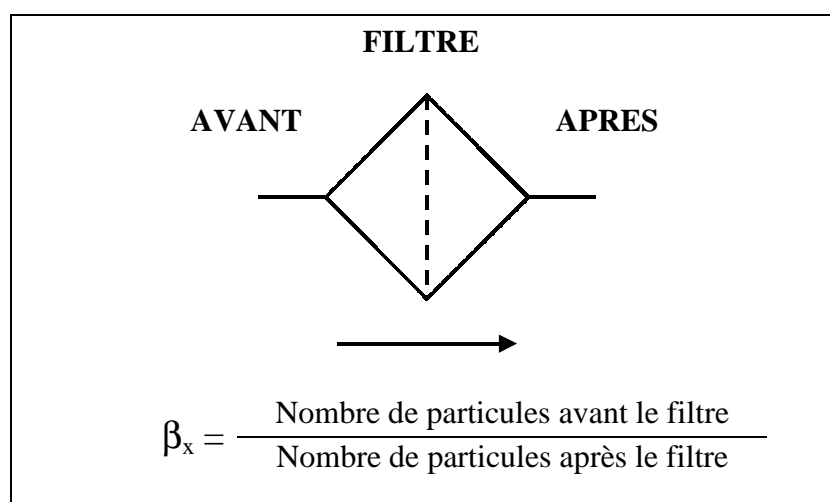 FILTRE
AVANT
APRES
βx = Nombre de particules avant le filtre
Nombre de particules après le filtre